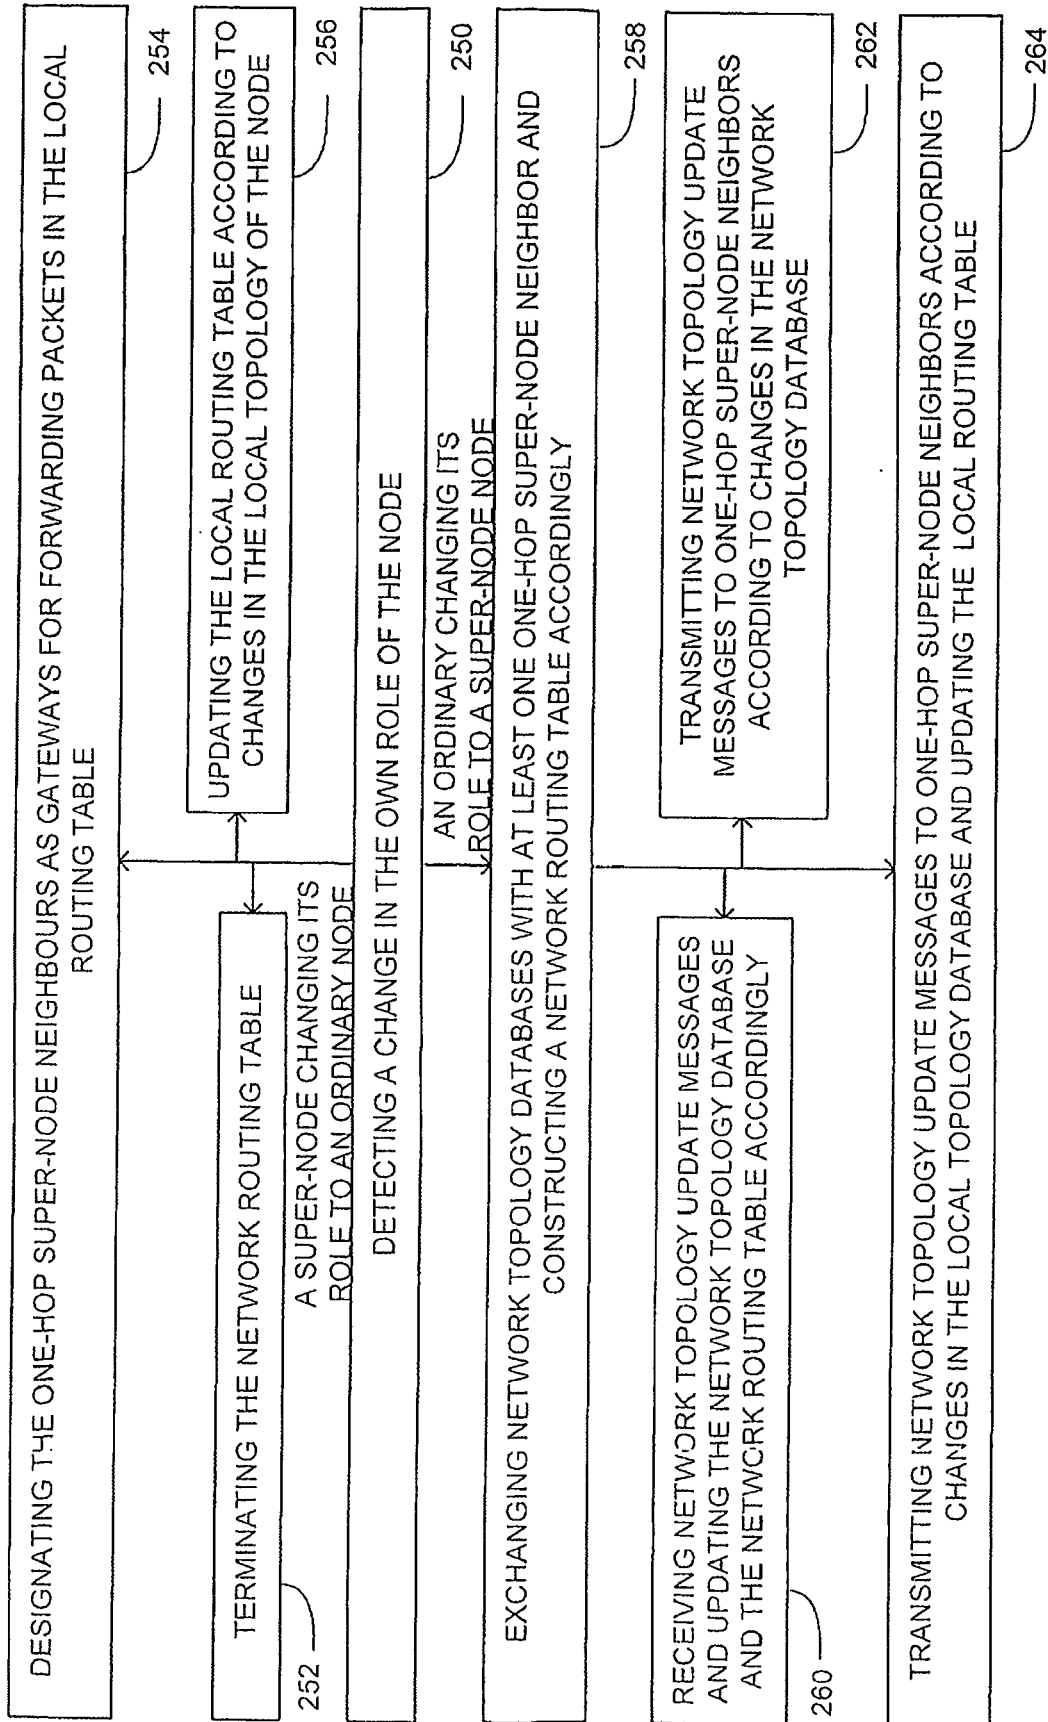 DESIGNATING THE ONE-HOP SUPER-NODE NEIGHBOURS AS GATEWAYS FOR FORWARDING PACKETS IN THE LOCAL
ROUTING TABLE
254
TERMINATING THE NETWORK ROUTING TABLE
252
UPDATING THE LOCAL ROUTING TABLE ACCORDING TO
CHANGES IN THE LOCAL TOPOLOGY OF THE NODE
256
A SUPER-NODE CHANGING ITS
ROLE TO AN ORDINARY NODE
DETECTING A CHANGE IN THE OWN ROLE OF THE NODE
250
AN ORDINARY CHANGING ITS
ROLE TO A SUPER-NODE NODE
EXCHANGING NETWORK TOPOLOGY DATABASES WITH AT LEAST ONE ONE-HOP SUPER-NODE NEIGHBOR AND
CONSTRUCTING A NETWORK ROUTING TABLE ACCORDINGLY
258
RECEIVING NETWORK TOPOLOGY UPDATE MESSAGES
AND UPDATING THE NETWORK TOPOLOGY DATABASE
AND THE NETWORK ROUTING TABLE ACCORDINGLY
260
TRANSMITTING NETWORK TOPOLOGY UPDATE
MESSAGES TO ONE-HOP SUPER-NODE NEIGHBORS
ACCORDING TO CHANGES IN THE NETWORK
TOPOLOGY DATABASE
262
TRANSMITTING NETWORK TOPOLOGY UPDATE MESSAGES TO ONE-HOP SUPER-NODE NEIGHBORS ACCORDING TO
CHANGES IN THE LOCAL TOPOLOGY DATABASE AND UPDATING THE LOCAL ROUTING TABLE
264